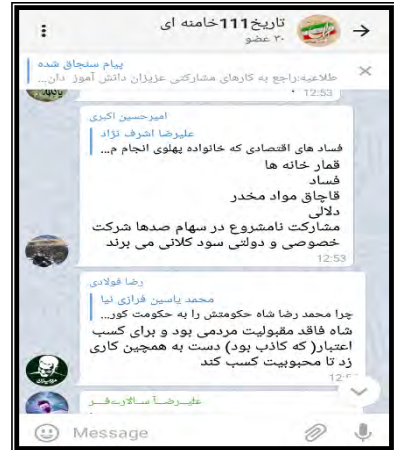 تاریخ111خامنه ای
۳۰ عضو
پیام سنجاق شده
طلاعیه:راجع به کارهای مشارکتی عزیزان دانش آموز دان...
12:53
امیرحسین اکبری
علیرضا اشرف نژاد
فساد های اقتصادی که خانواده پهلوی انجام م...
قمار خانه ها
فساد
قاچاق مواد مخدر
دلالی
مشارکت نامشروع در سهام صدها شرکت
خصوصی و دولتی سود کلانی می برند
12:53
رضا فولادی
محمد یاسین فرازی نیا
چرا محمد رضا شاه حکومتش را به حکومت کور...
شاه فاقد مقبولیت مردمی بود و برای کسب
اعتبار( که کاذب بود) دست به همچین کاری
زد تا محبوبیت کسب کند
علیــرضــآ ســالارےفــر
Message